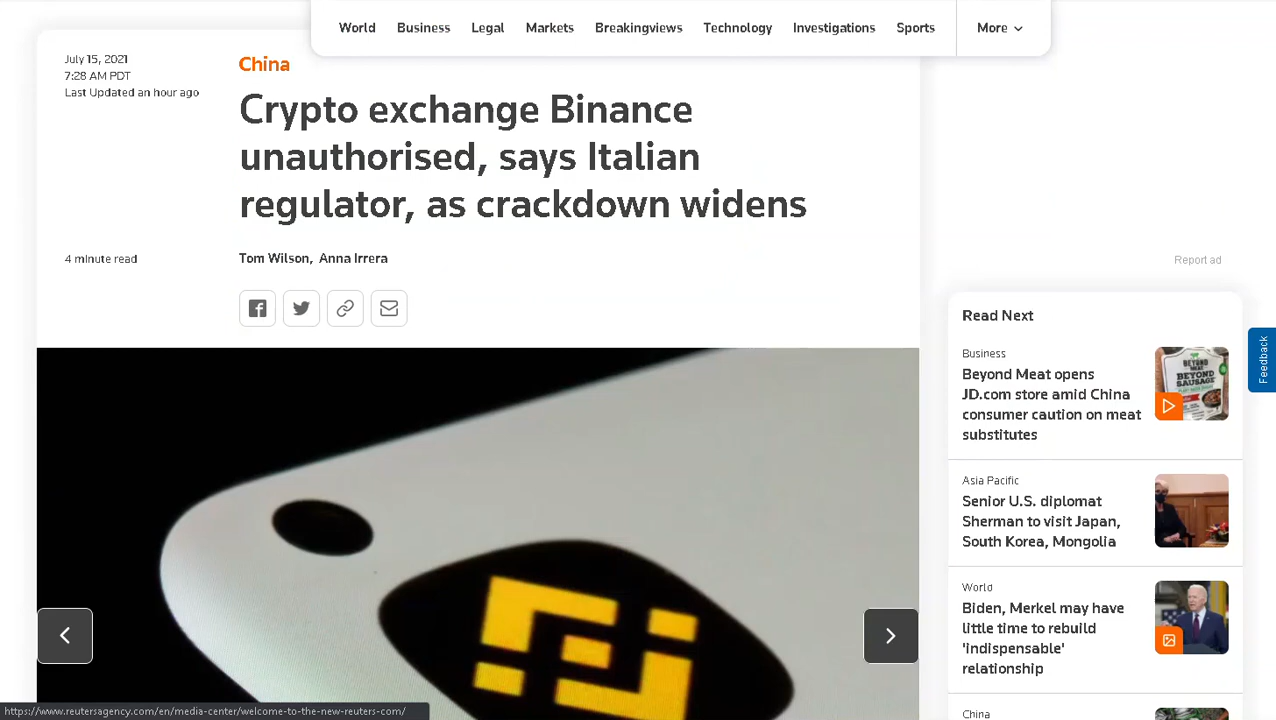 World Business Legal Markets Breakingviews Technology Investigations Sports More
July 15, 2021
7:28 AM PDT
Last Updated an hour ago
China
Crypto exchange Binance
unauthorised, says Italian
regulator, as crackdown widens
4 minute read
Tom Wilson, Anna Irrera
Report ad
Read Next
Business
Beyond Meat opens
JD.com store amid China
consumer caution on meat
substitutes
BEYOND MEAT
BEYOND
SAUSAGE
Asia Pacific
Senior U.S. diplomat
Sherman to visit Japan,
South Korea, Mongolia
World
Biden, Merkel may have
little time to rebuild
'indispensable'
relationship
China
Feedback
https://www.reutersagency.com/en/media-center/welcome-to-the-new-reuters-com/